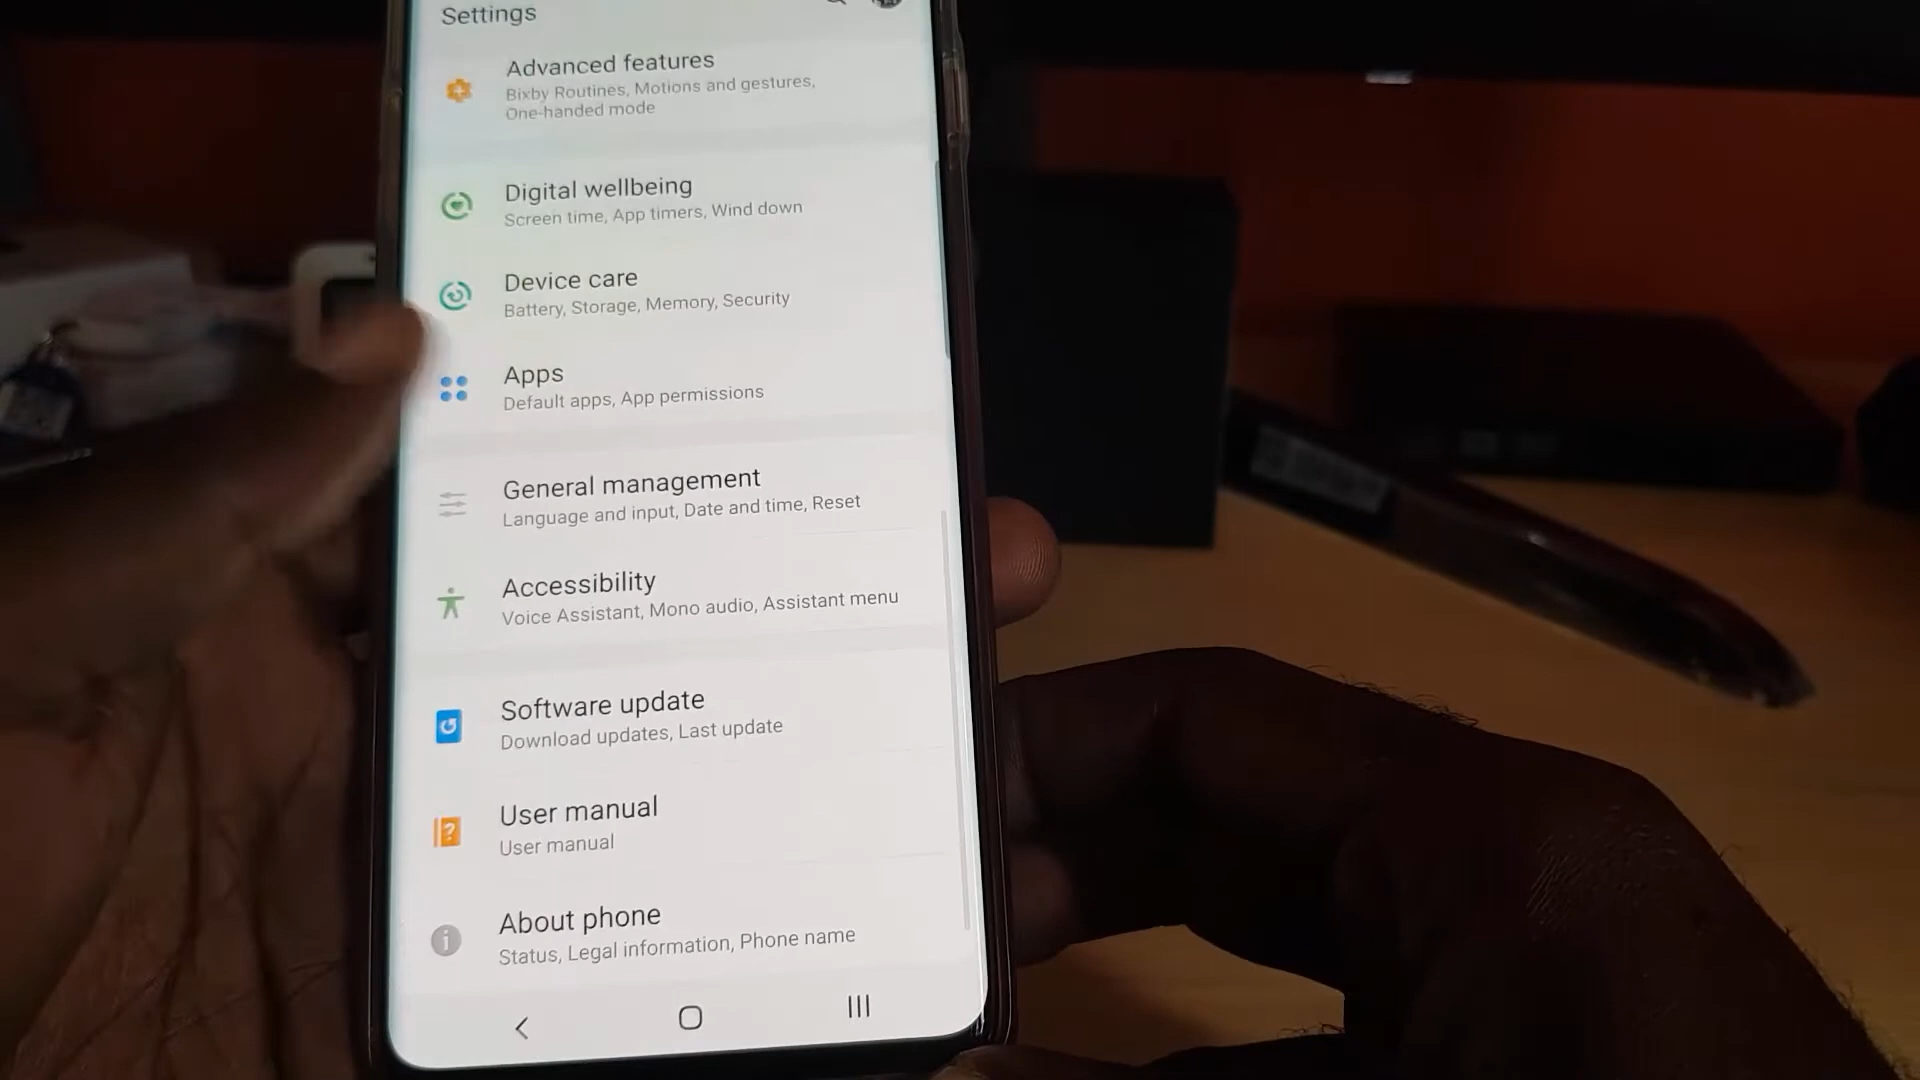 Settings
Advanced features
Bixby Routines, Motions and gestures,
One-handed mode
Digital wellbeing
Screen time, App timers, Wind down
Device care
Battery, Storage, Memory, Security
Apps
Default apps, App permissions
General management
Language and input, Date and time, Reset
Accessibility
Voice Assistant, Mono audio, Assistant menu
Software update
Download updates, Last update
User manual
User manual
About phone
Status, Legal information, Phone name